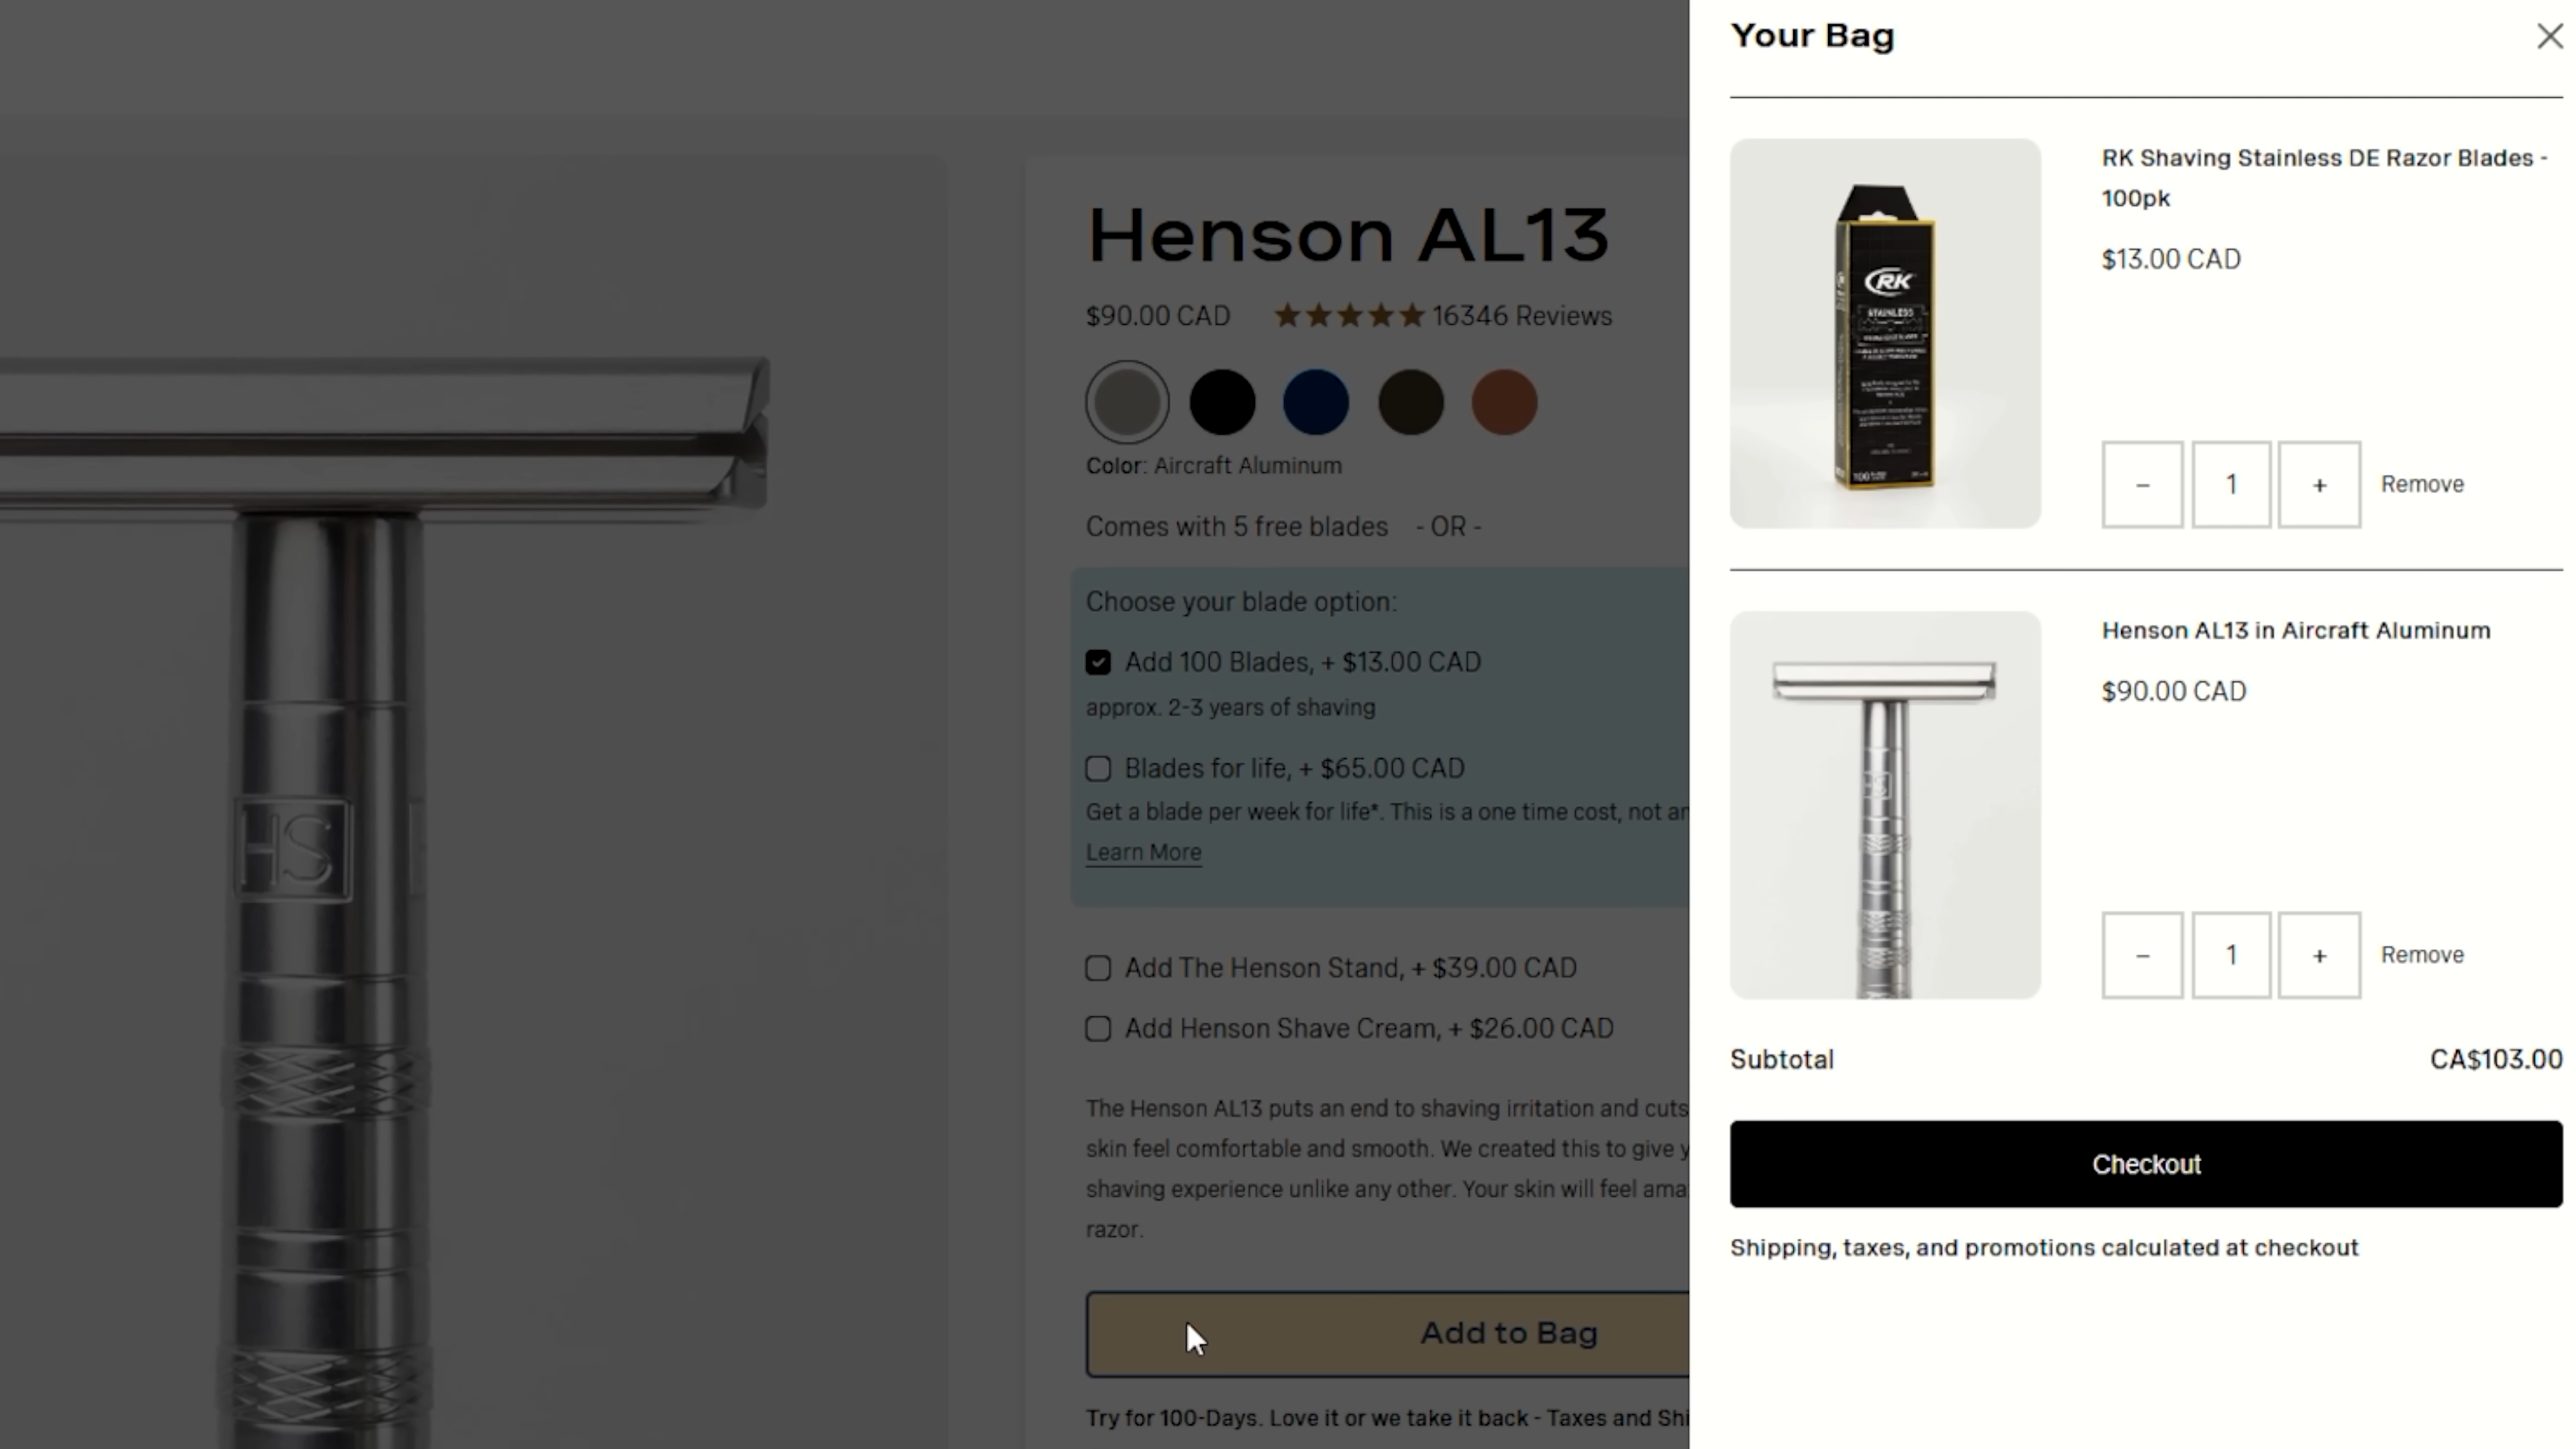 Henson AL13
$90.00 CAD
16346 Reviews
Color: Aircraft Aluminum
Comes with 5 free blades - OR -
Choose your blade option:
Add 100 Blades, + $13.00 CAD
approx. 2-3 years of shaving
Blades for life, + $65.00 CAD
Get a blade per week for life*. This is a one time cost, not
Learn More
Add The Henson Stand, + $39.00 CAD
Add Henson Shave Cream, + $26.00 CAD
The Henson AL13 puts an end to shaving irritation and cuts
skin feel comfortable and smooth. We created this to give
shaving experience unlike any other. Your skin will feel
razor.
Add to Bag
Try for 100-Days. Love it or we take it back - Taxes and
HS
Your Bag
RK Shaving Stainless DE Razor Blades -
100pk
$13.00 CAD
RK
STAINLESS
100
− 1 + Remove
Henson AL13 in Aircraft Aluminum
$90.00 CAD
− 1 + Remove
Subtotal CA$103.00
Checkout
Shipping, taxes, and promotions calculated at checkout